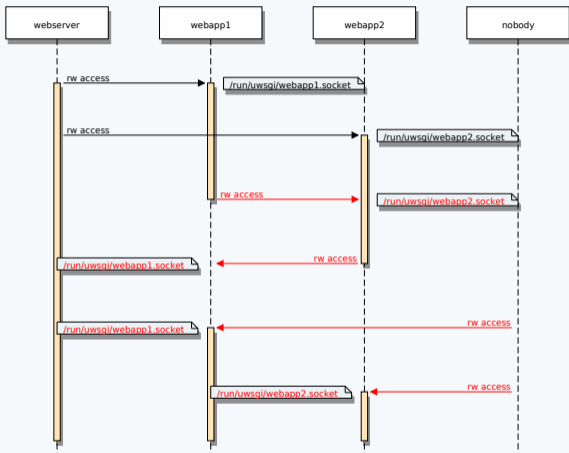 webserver
webapp1
webapp2
nobody
rw access
/run/uwsgi/webapp1.socket
rw access
/run/uwsgi/webapp2.socket
rw access
/run/uwsgi/webapp2.socket
rw access
/run/uwsgi/webapp1.socket
/run/uwsgi/webapp1.socket
rw access
/run/uwsgi/webapp2.socket
rw access